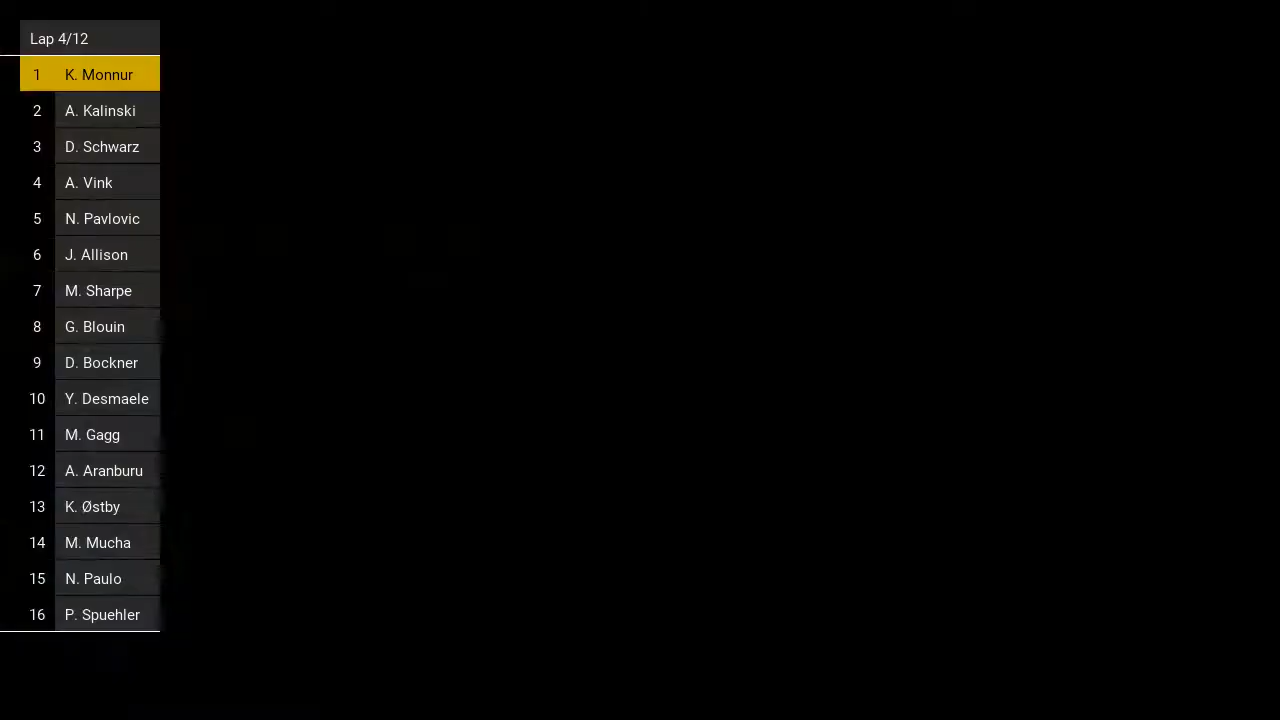 Lap 4/12
1 K. Monnur
2 A. Kalinski
3 D. Schwarz
4 A. Vink
5 N. Pavlovic
6 J. Allison
7 M. Sharpe
8 G. Blouin
9 D. Bockner
10 Y. Desmaele
11 M. Gagg
12 A. Aranburu
13 K. Østby
14 M. Mucha
15 N. Paulo
16 P. Spuehler